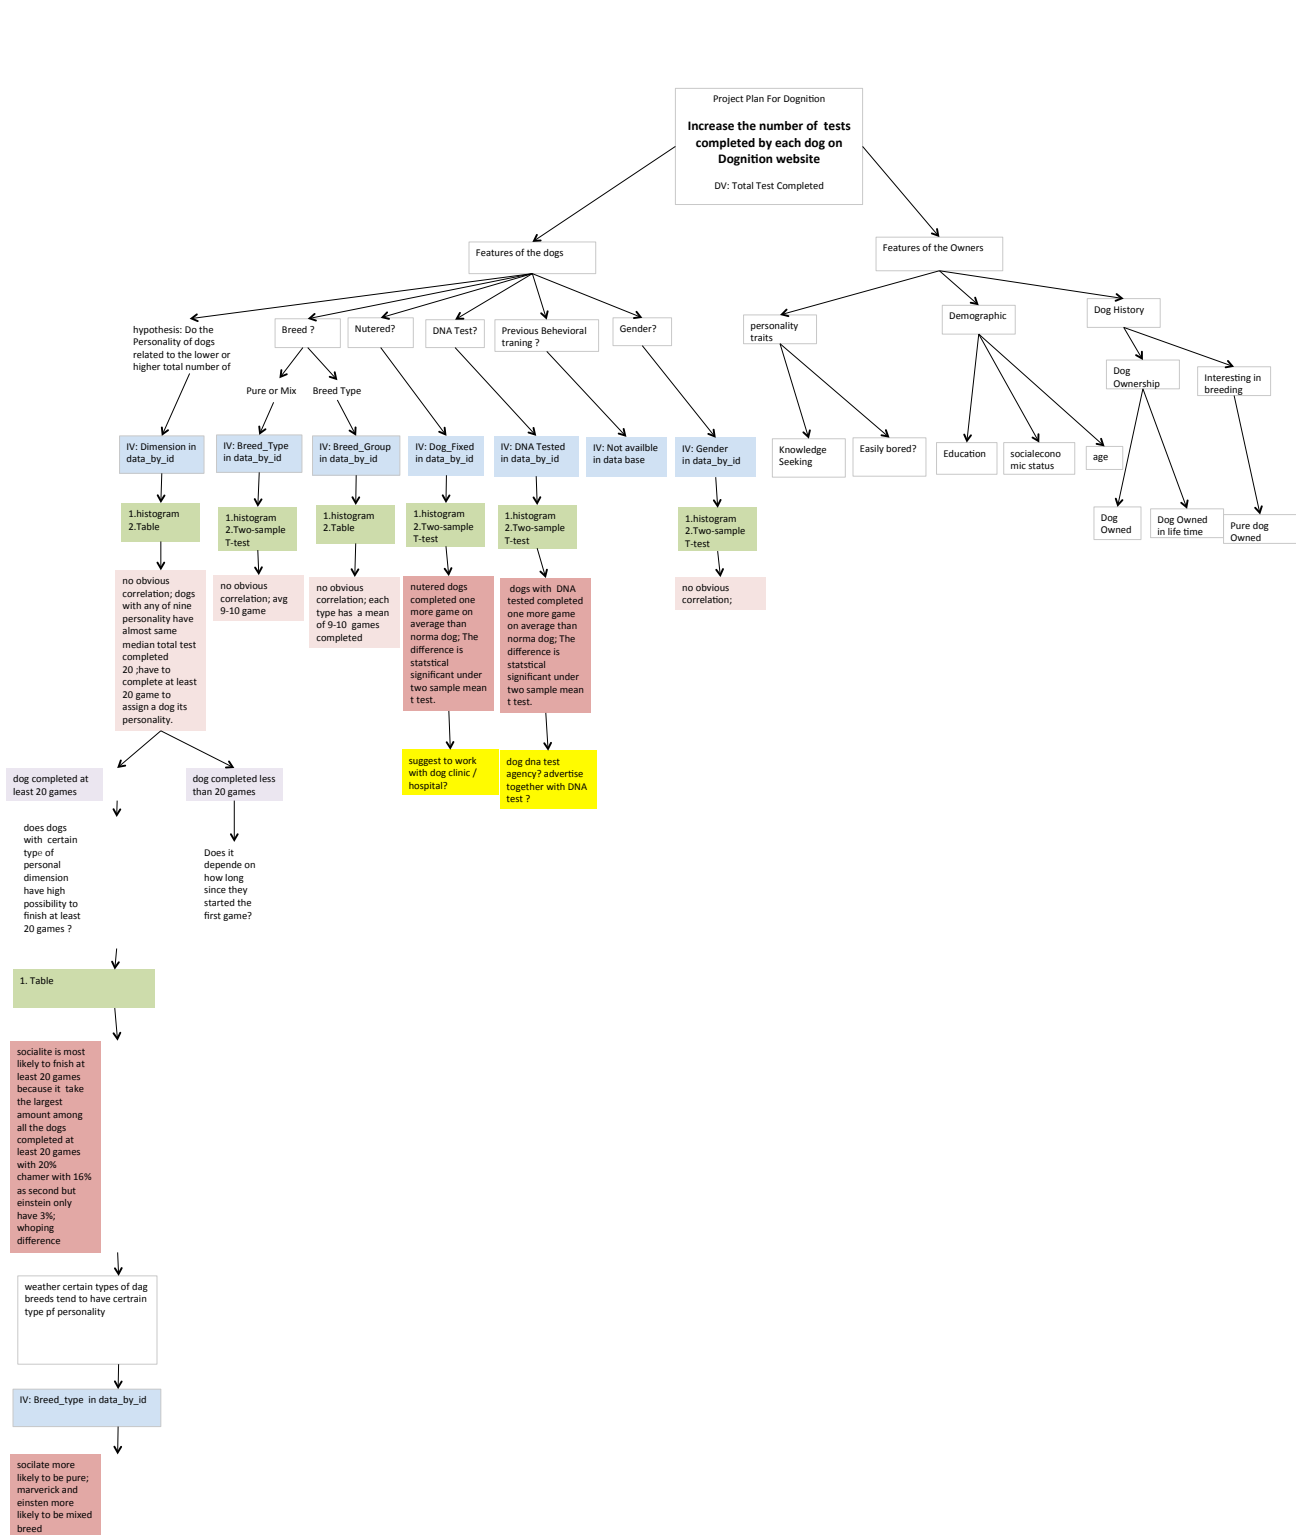 Project Plan For Dognition
Increase the number of  tests
completed by each dog on
Dognition website
DV: Total Test Completed
Features of the dogs
Features of the Owners
hypothesis: Do the
Personality of dogs
related to the lower or
higher total number of
Breed ?
Nutered?
DNA Test?
Previous Behevioral
traning ?
Gender?
personality
traits
Demographic
Dog History
Pure or Mix
Breed Type
Dog
Ownership
Interesting in
breeding
IV: Dimension in
data_by_id
IV: Breed_Type
in data_by_id
IV: Breed_Group
in data_by_id
IV: Dog_Fixed
in data_by_id
IV: DNA Tested
in data_by_id
IV: Not availble
in data base
IV: Gender
in data_by_id
Knowledge
Seeking
Easily bored?
Education
socialecono
mic status
age
1.histogram
2.Table
1.histogram
2.Two-sample
T-test
1.histogram
2.Table
1.histogram
2.Two-sample
T-test
1.histogram
2.Two-sample
T-test
1.histogram
2.Two-sample
T-test
Dog
Owned
Dog Owned
in life time
Pure dog
Owned
no obvious
correlation; dogs
with any of nine
personality have
almost same
median total test
completed
20 ;have to
complete at least
20 game to
assign a dog its
personality.
no obvious
correlation; avg
9-10 game
no obvious
correlation; each
type has  a mean
of 9-10  games
completed
nutered dogs
completed one
more game on
average than
norma dog; The
difference is
statstical
significant under
two sample mean
t test.
dogs with  DNA
tested completed
one more game
on average than
norma dog; The
difference is
statstical
significant under
two sample mean
t test.
no obvious
correlation;
suggest to work
with dog clinic /
hospital?
dog dna test
agency? advertise
together with DNA
test ?
dog completed at
least 20 games
dog completed less
than 20 games
does dogs
with  certain
type of
personal
dimension
have high
possibility to
finish at least
20 games ?
Does it
depende on
how long
since they
started the
first game?
1. Table
socialite is most
likely to fnish at
least 20 games
because it  take
the largest
amount among
all the dogs
completed at
least 20 games
with 20%
chamer with 16%
as second but
einstein only
have 3%;
whoping
difference
weather certain types of dag
breeds tend to have certrain
type pf personality
IV: Breed_type  in data_by_id
socilate more
likely to be pure;
marverick and
einsten more
likely to be mixed
breed